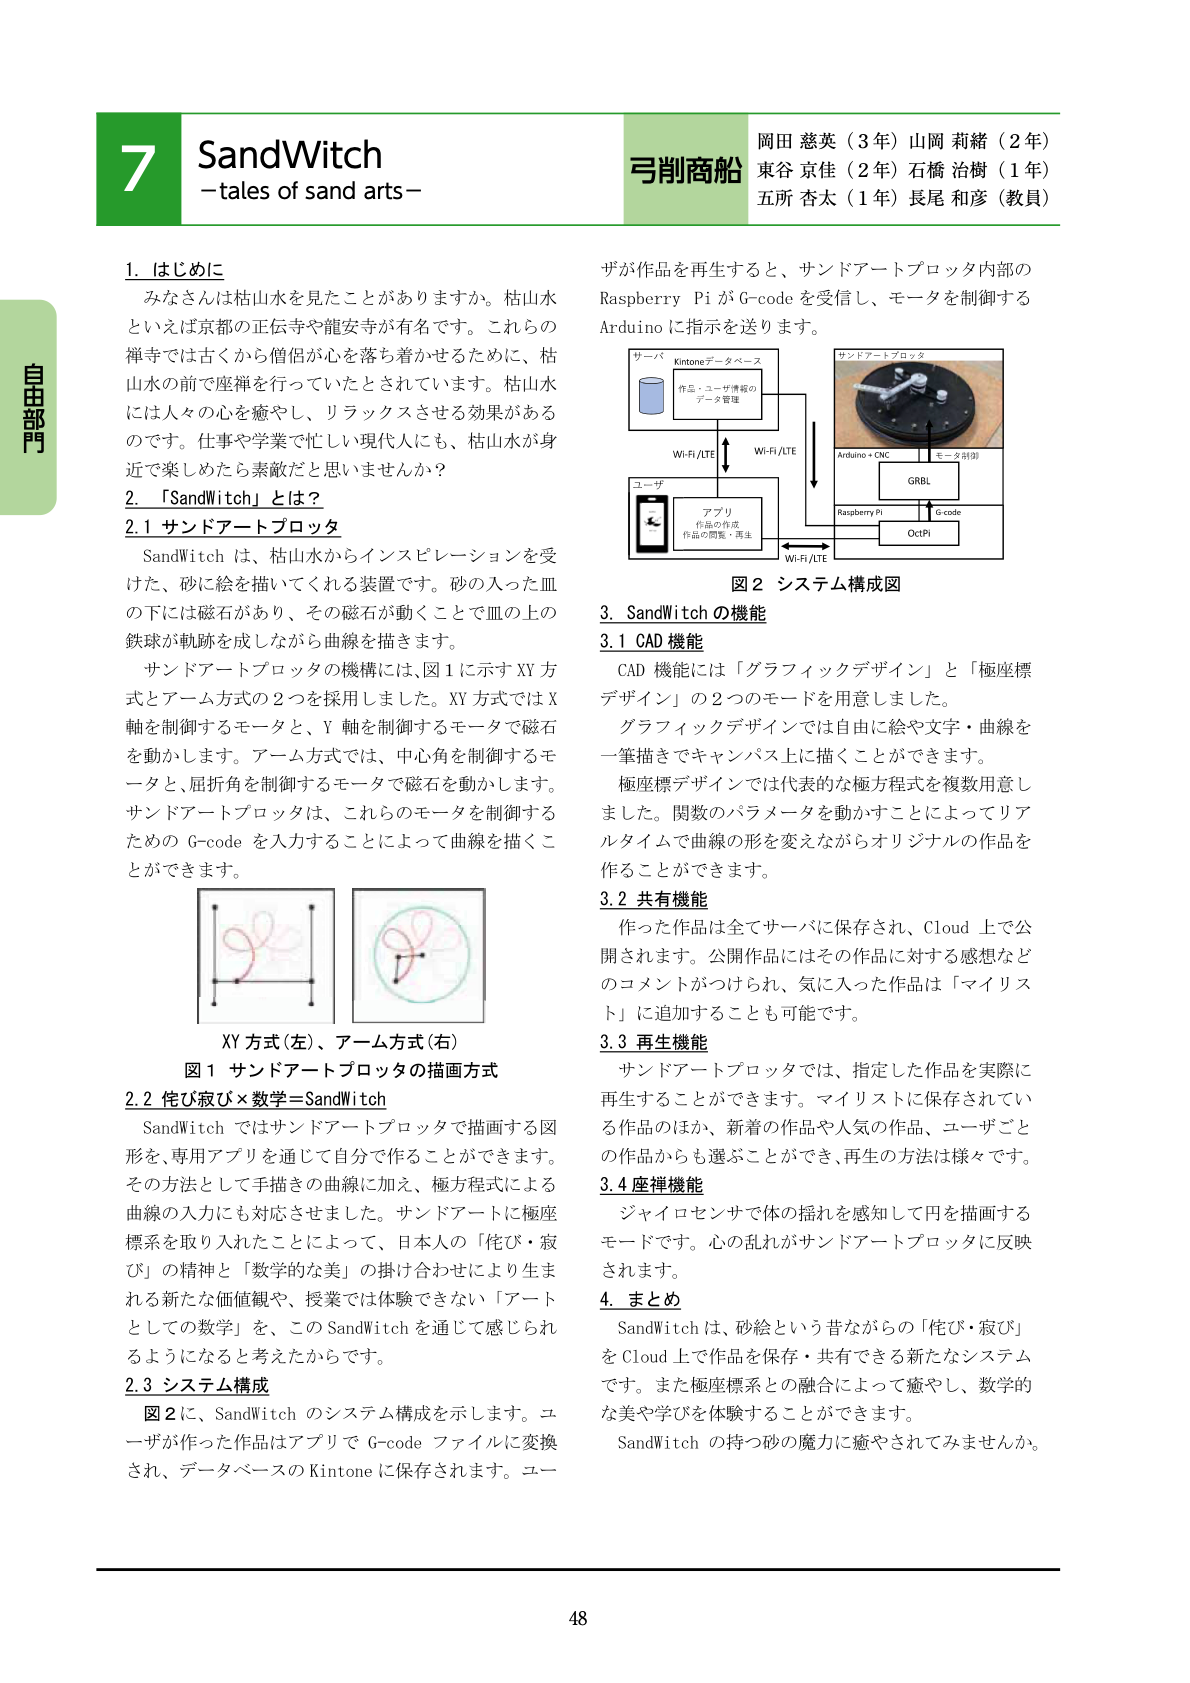 7
SandWitch
－tales of sand arts－
弓削商船
岡田 慈英（３年）山岡 莉緒（２年）
東谷 京佳（２年）石橋 治樹（１年）
五所 杏太（１年）長尾 和彦（教員）
自由部門
1. はじめに
みなさんは枯山水を見たことがありますか。枯山水
といえば京都の正伝寺や龍安寺が有名です。これらの
禅寺では古くから僧侶が心を落ち着かせるために、枯
山水の前で座禅を行っていたとされています。枯山水
には人々の心を癒やし、リラックスさせる効果がある
のです。仕事や学業で忙しい現代人にも、枯山水が身
近で楽しめたら素敵だと思いませんか？
2. 「SandWitch」とは？
2.1 サンドアートプロッタ
SandWitch は、枯山水からインスピレーションを受
けた、砂に絵を描いてくれる装置です。砂の入った皿
の下には磁石があり、その磁石が動くことで皿の上の
鉄球が軌跡を成しながら曲線を描きます。
サンドアートプロッタの機構には、図１に示す XY 方
式とアーム方式の２つを採用しました。XY 方式では X
軸を制御するモータと、Y 軸を制御するモータで磁石
を動かします。アーム方式では、中心角を制御するモ
ータと、屈折角を制御するモータで磁石を動かします。
サンドアートプロッタは、これらのモータを制御する
ための G-code を入力することによって曲線を描くこ
とができます。
XY 方式(左)、アーム方式(右)
図１ サンドアートプロッタの描画方式
2.2 侘び寂び×数学＝SandWitch
SandWitch ではサンドアートプロッタで描画する図
形を、専用アプリを通じて自分で作ることができます。
その方法として手描きの曲線に加え、極方程式による
曲線の入力にも対応させました。サンドアートに極座
標系を取り入れたことによって、日本人の「侘び・寂
び」の精神と「数学的な美」の掛け合わせにより生ま
れる新たな価値観や、授業では体験できない「アート
としての数学」を、この SandWitch を通じて感じられ
るようになると考えたからです。
2.3 システム構成
図２に、SandWitch のシステム構成を示します。ユ
ーザが作った作品はアプリで G-code ファイルに変換
され、データベースの Kintone に保存されます。ユー
ザが作品を再生すると、サンドアートプロッタ内部の
Raspberry Pi が G-code を受信し、モータを制御する
Arduino に指示を送ります。
サーバ
Kintoneデータベース
作品・ユーザ情報の
データ管理
Wi-Fi /LTE
Wi-Fi /LTE
ユーザ
アプリ
作品の作成
作品の閲覧・再生
Wi-Fi /LTE
サンドアートプロッタ
Arduino + CNC
モータ制御
GRBL
Raspberry Pi
G-code
OctPi
図２ システム構成図
3. SandWitch の機能
3.1 CAD 機能
CAD 機能には「グラフィックデザイン」と「極座標
デザイン」の２つのモードを用意しました。
グラフィックデザインでは自由に絵や文字・曲線を
一筆描きでキャンパス上に描くことができます。
極座標デザインでは代表的な極方程式を複数用意し
ました。関数のパラメータを動かすことによってリア
ルタイムで曲線の形を変えながらオリジナルの作品を
作ることができます。
3.2 共有機能
作った作品は全てサーバに保存され、Cloud 上で公
開されます。公開作品にはその作品に対する感想など
のコメントがつけられ、気に入った作品は「マイリス
ト」に追加することも可能です。
3.3 再生機能
サンドアートプロッタでは、指定した作品を実際に
再生することができます。マイリストに保存されてい
る作品のほか、新着の作品や人気の作品、ユーザごと
の作品からも選ぶことができ、再生の方法は様々です。
3.4 座禅機能
ジャイロセンサで体の揺れを感知して円を描画する
モードです。心の乱れがサンドアートプロッタに反映
されます。
4. まとめ
SandWitch は、砂絵という昔ながらの「侘び・寂び」
を Cloud 上で作品を保存・共有できる新たなシステム
です。また極座標系との融合によって癒やし、数学的
な美や学びを体験することができます。
SandWitch の持つ砂の魔力に癒やされてみませんか。
48